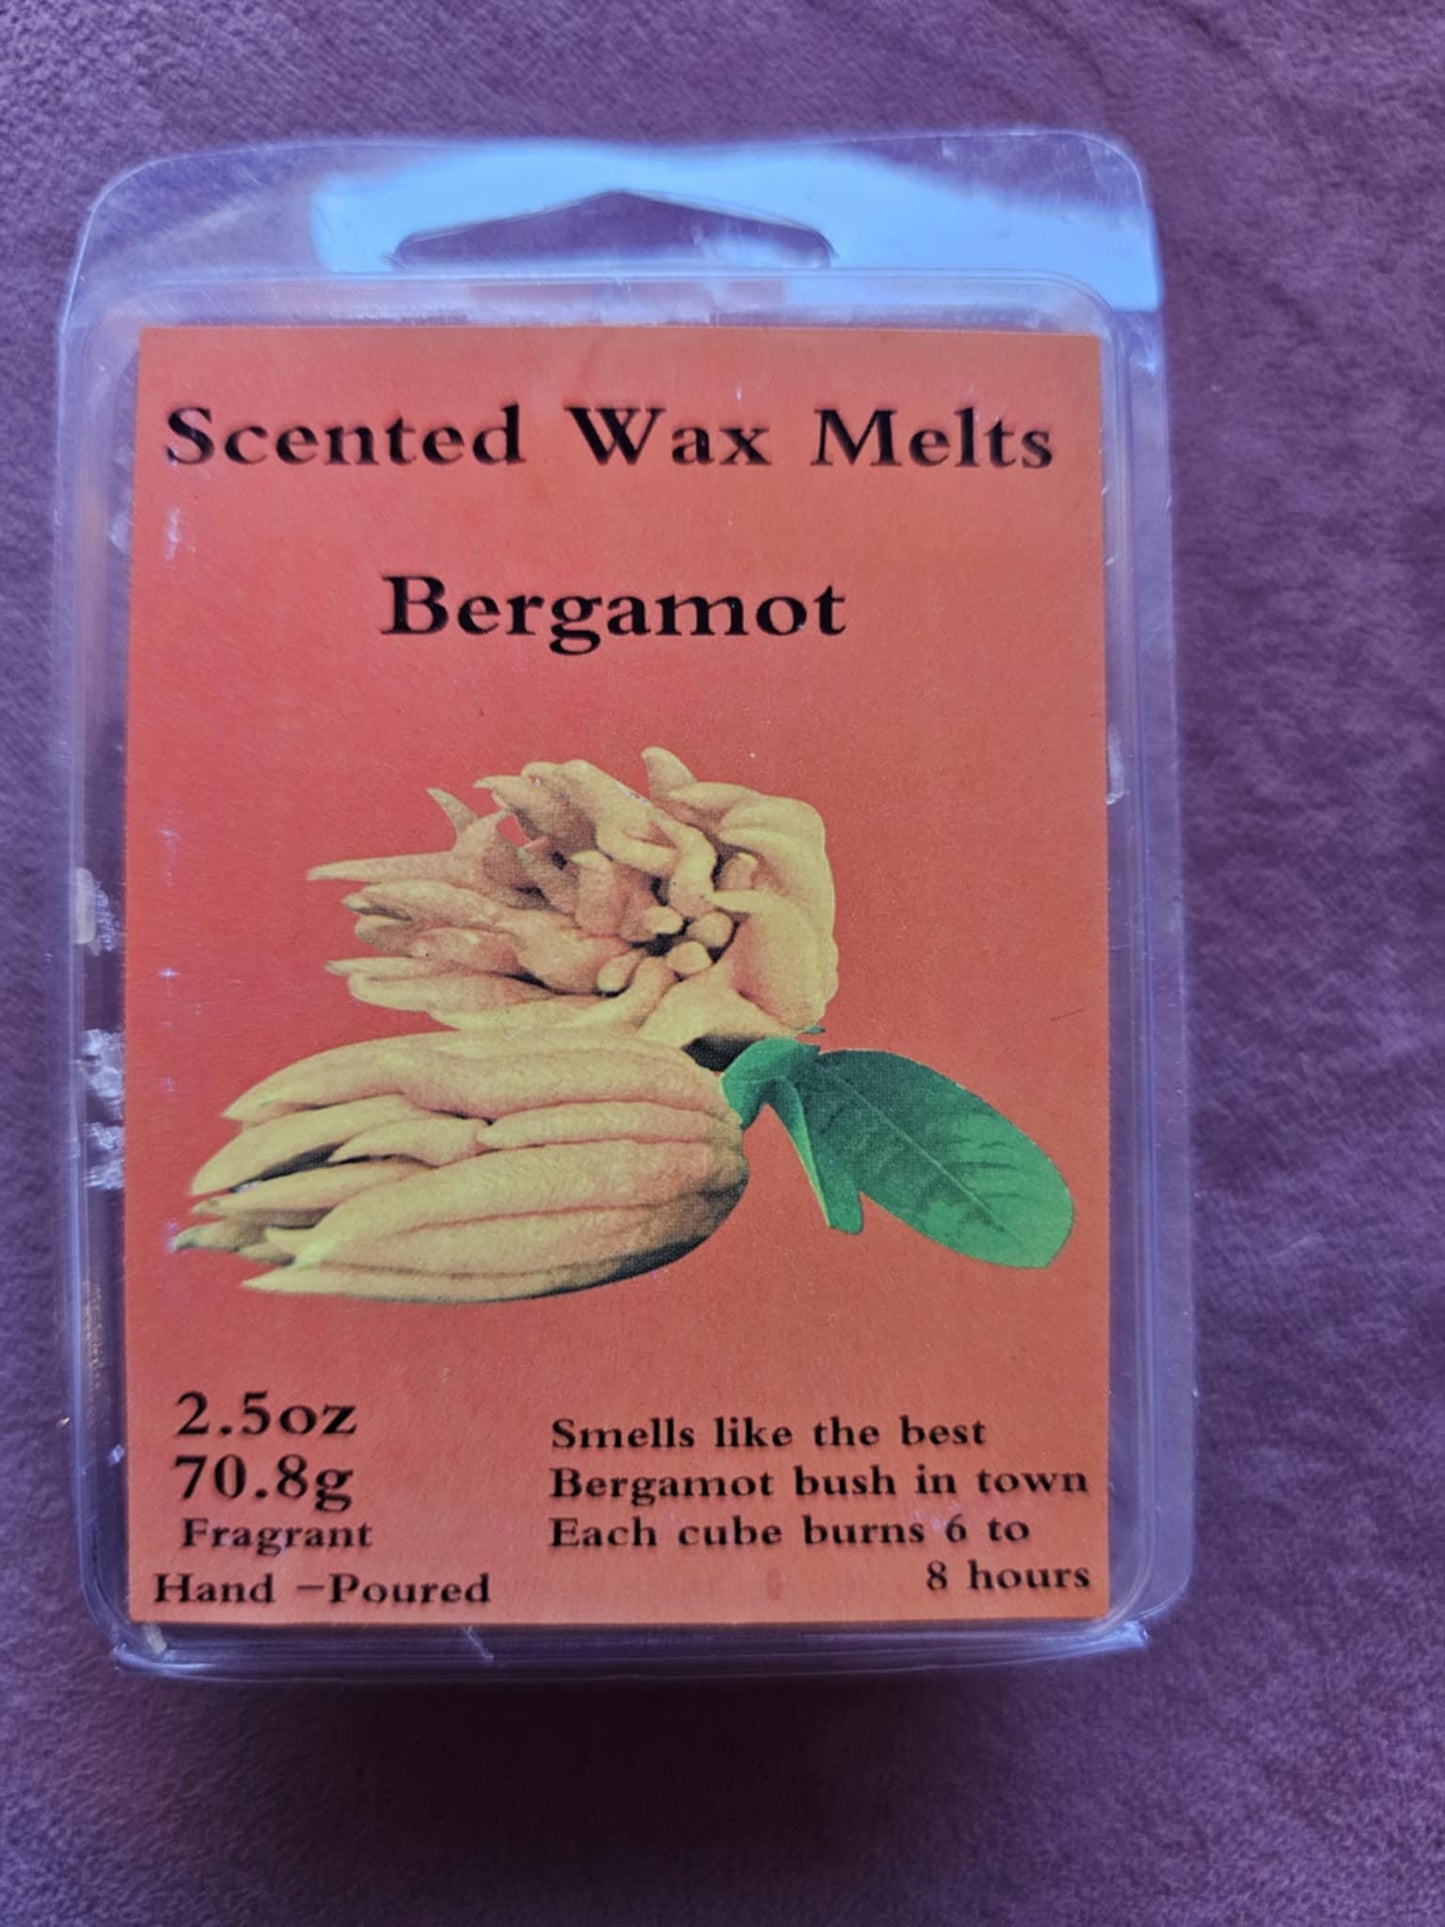 Scented Wax Melts
Bergamot
2.5oz
70.8g
Fragrant
Hand -Poured
Smells like the best
Bergamot bush in town
Each cube burns 6 to
8 hours